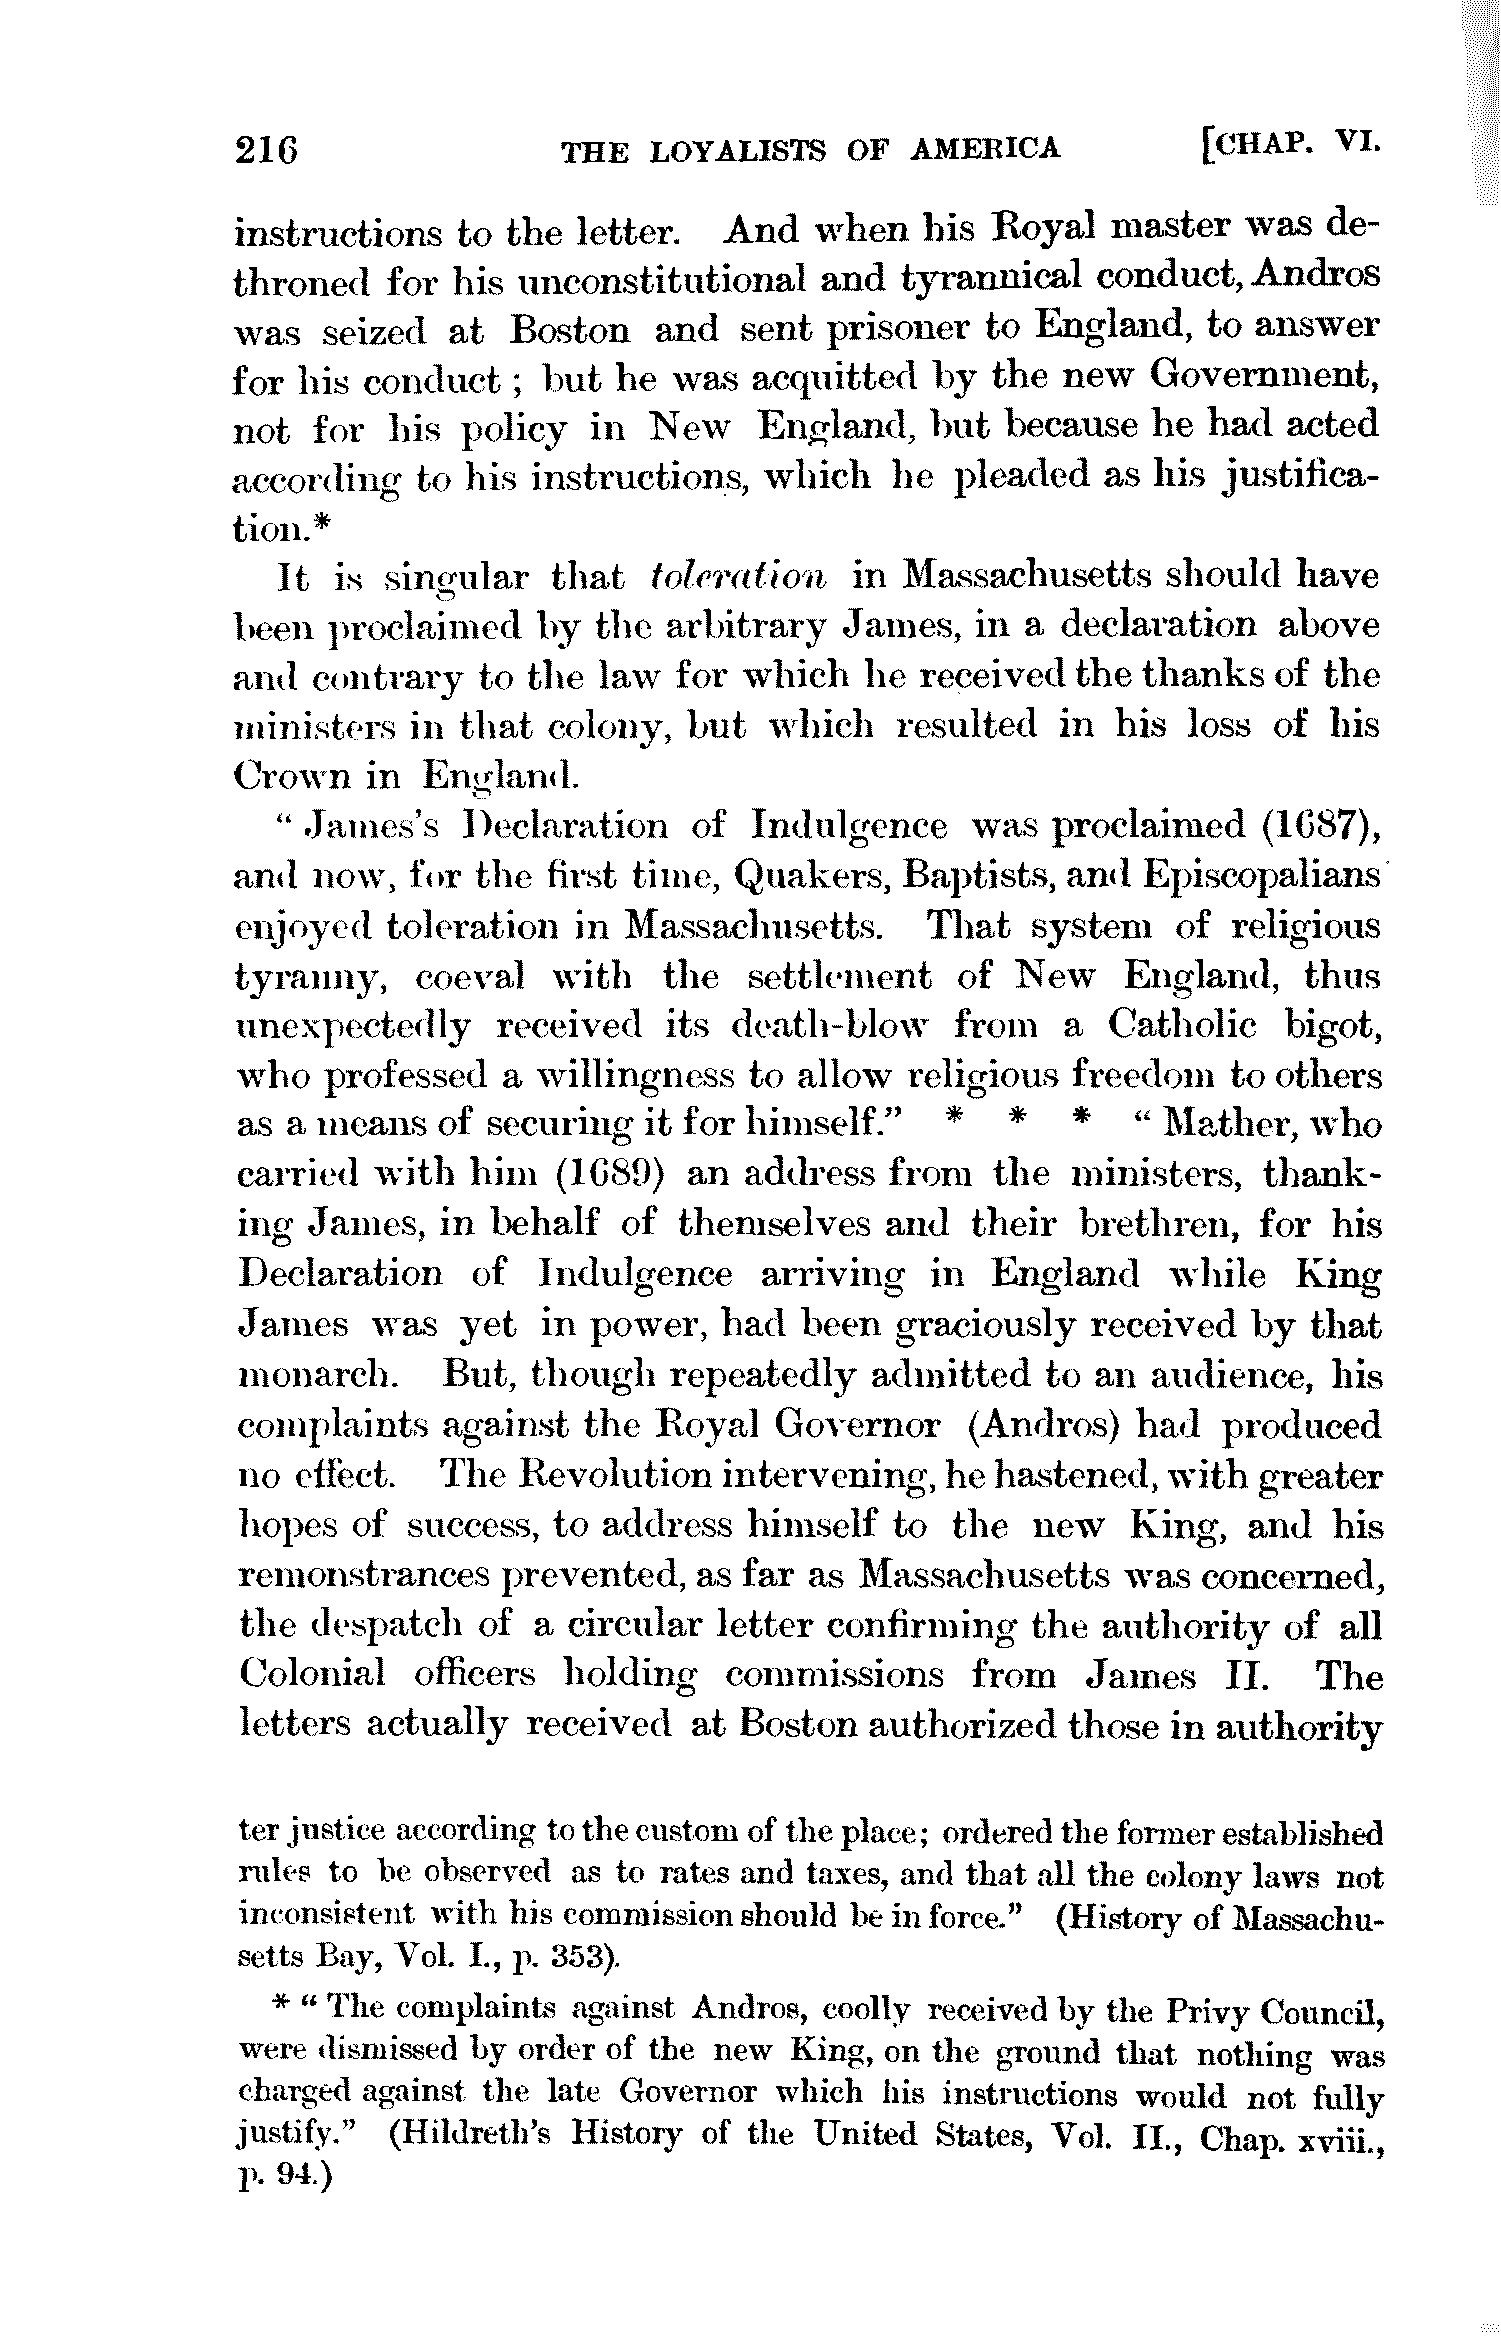 216 THE LOYALISTS OF AMERICA [CHAP. VI.
instructions to the letter. And when his Royal master was de-
throned for his unconstitutional and tyrannical conduct, Andros
was seized at Boston and sent prisoner to England, to answer
for his conduct ; but he was acquitted by the new Government,
not for his policy in New England, but because he had acted
according to his instructions, which he pleaded as his justifica-
tion.*
It is singular that toleration in Massachusetts should have
been proclaimed by the arbitrary James, in a declaration above
and contrary to the law for which he received the thanks of the
ministers in that colony, but which resulted in his loss of his
Crown in England.
“ James's Declaration of Indulgence was proclaimed (1687),
and now, for the first time, Quakers, Baptists, and Episcopalians
enjoyed toleration in Massachusetts. That system of religious
tyranny, coeval with the settlement of New England, thus
unexpectedly received its death-blow from a Catholic bigot,
who professed a willingness to allow religious freedom to others
as a means of securing it for himself.” * * * “ Mather, who
carried with him (1689) an address from the ministers, thank-
ing James, in behalf of themselves and their brethren, for his
Declaration of Indulgence arriving in England while King
James was yet in power, had been graciously received by that
monarch. But, though repeatedly admitted to an audience, his
complaints against the Royal Governor (Andros) had produced
no effect. The Revolution intervening, he hastened, with greater
hopes of success, to address himself to the new King, and his
remonstrances prevented, as far as Massachusetts was concerned,
the despatch of a circular letter confirming the authority of all
Colonial officers holding commissions from James II. The
letters actually received at Boston authorized those in authority
ter justice according to the custom of the place; ordered the former established
rules to be observed as to rates and taxes, and that all the colony laws not
inconsistent with his commission should be in force.” (History of Massachu-
setts Bay, Vol. I., p. 353).
* “ The complaints against Andros, coolly received by the Privy Council,
were dismissed by order of the new King, on the ground that nothing was
charged against the late Governor which his instructions would not fully
justify.” (Hildreth's History of the United States, Vol. II., Chap. xviii.,
p. 94.)